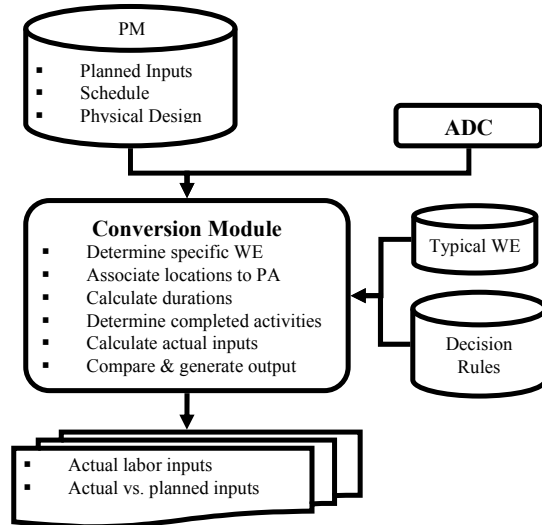 PM
▪ Planned Inputs
▪ Schedule
▪ Physical Design
ADC
Conversion Module
▪ Determine specific WE
▪ Associate locations to PA
▪ Calculate durations
▪ Determine completed activities
▪ Calculate actual inputs
▪ Compare & generate output
Typical WE
Decision
Rules
▪ Actual labor inputs
▪ Actual vs. planned inputs